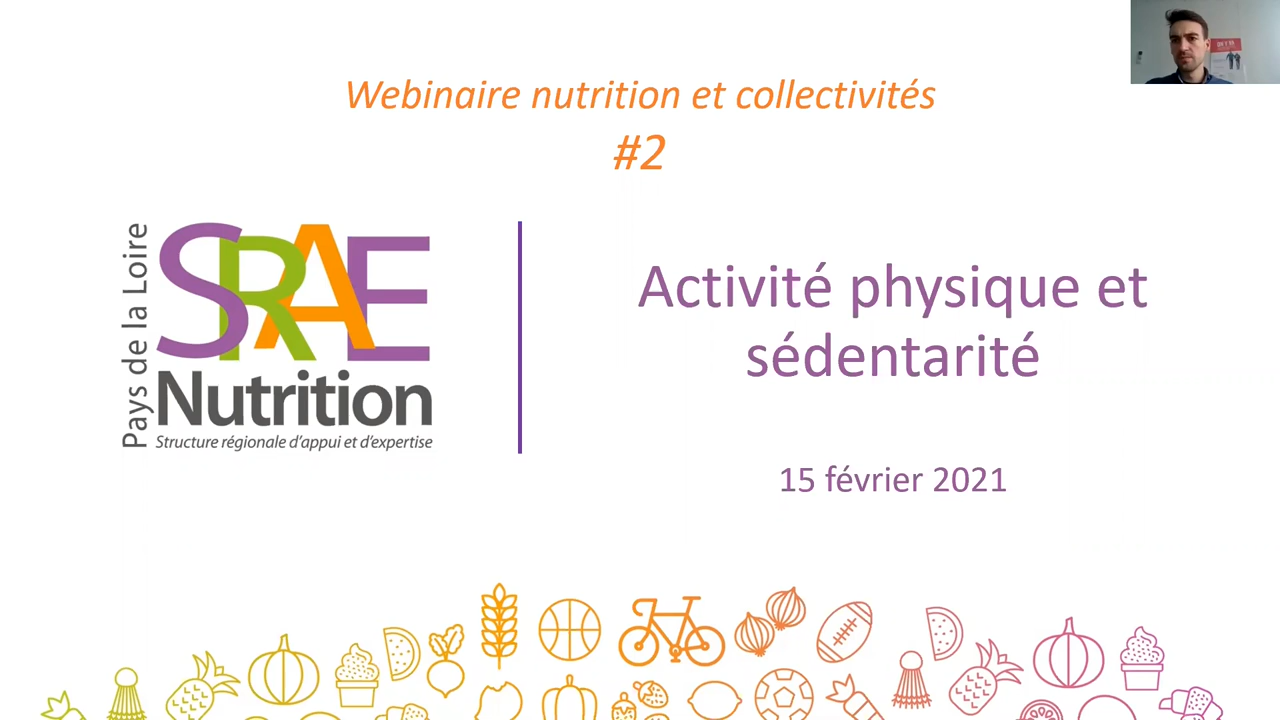 Webinaire nutrition et collectivités
#2
Pays de la Loire
SRAE
Nutrition
Structure régionale d'appui et d'expertise
Activité physique et
sédentarité
15 février 2021